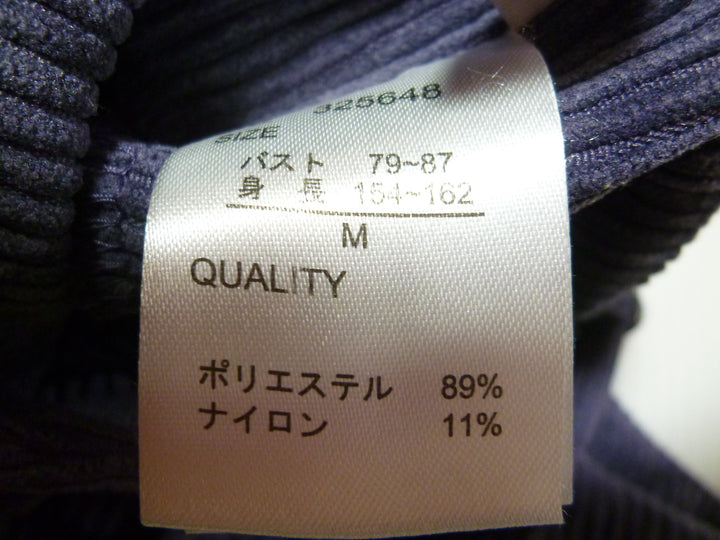 325648
SIZE
バスト 79~87
身長 154~162
M
QUALITY
ポリエステル 89%
ナイロン 11%